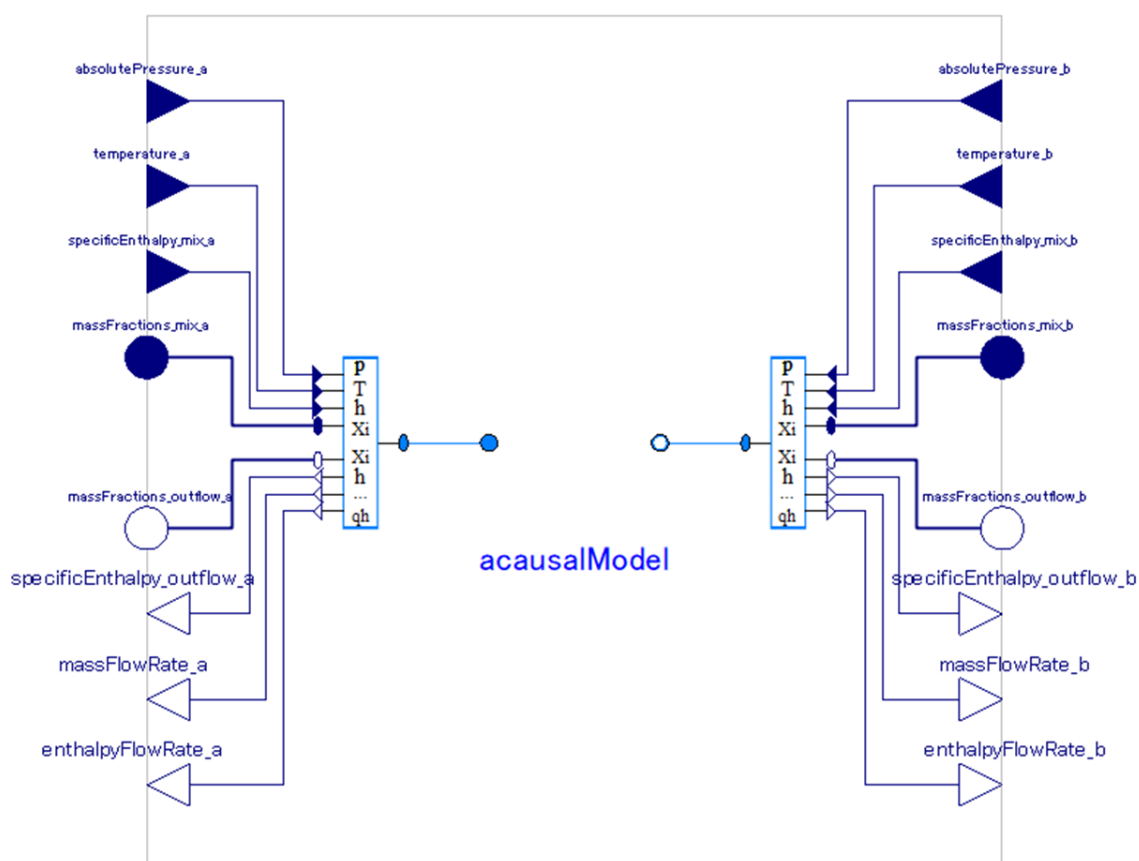 absolutePressure_a
temperature_a
specificEnthalpy_mix_a
massFractions_mix_a
massFractions_outflow_a
specificEnthalpy_outflow_a
massFlowRate_a
enthalpyFlowRate_a
p
T
h
Xi
Xi
h
...
qh
acausalModel
p
T
h
Xi
Xi
h
...
qh
absolutePressure_b
temperature_b
specificEnthalpy_mix_b
massFractions_mix_b
massFractions_outflow_b
specificEnthalpy_outflow_b
massFlowRate_b
enthalpyFlowRate_b